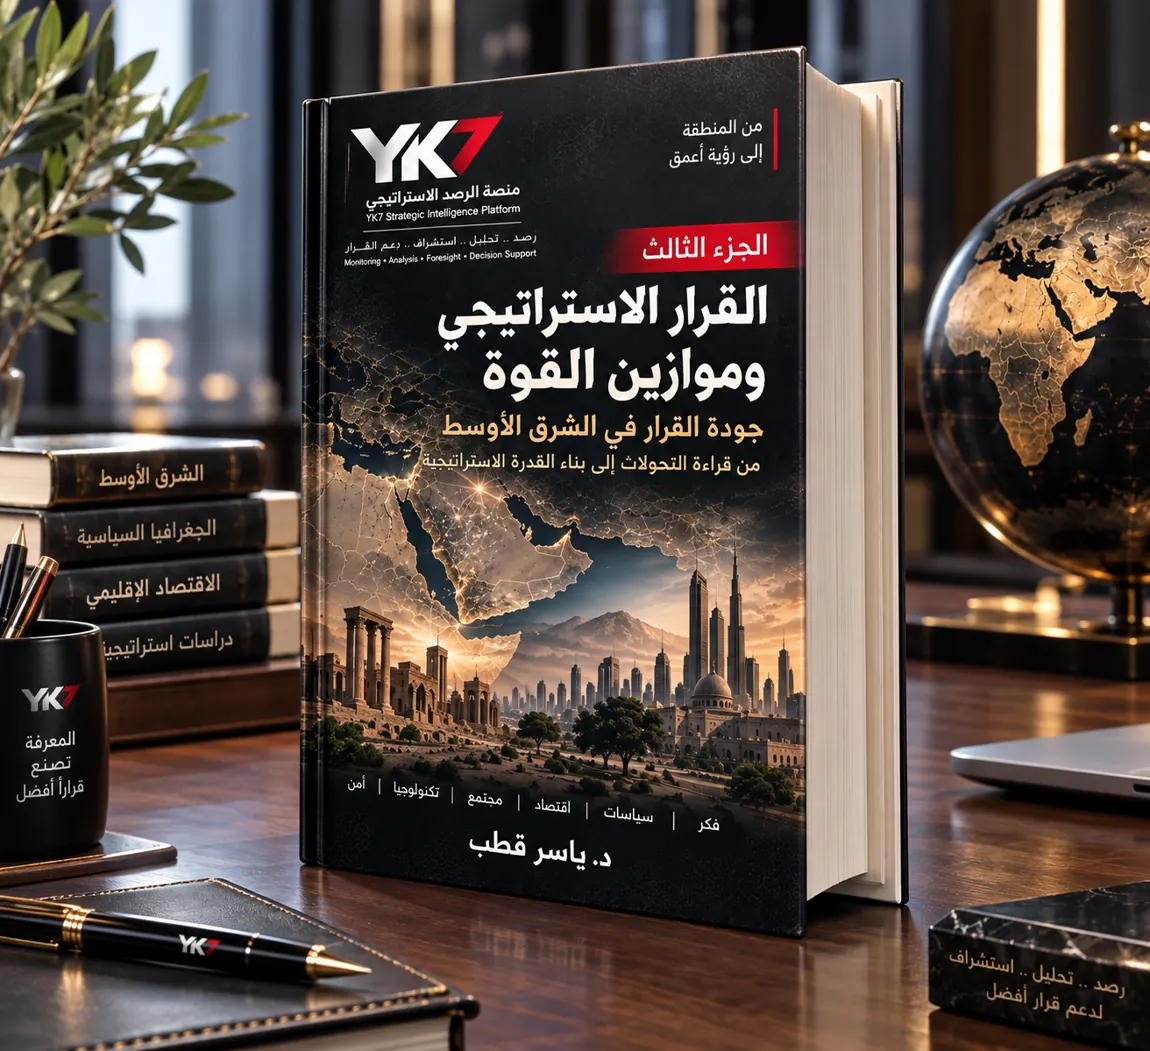 YK7
منصة الرصد الاستراتيجي
YK7 Strategic Intelligence Platform
رصد .. تحليل .. استشراف .. دعم القـــرار
Monitoring • Analysis • Foresight • Decision Support
من المنطقة
إلى رؤية أعمق
الجزء الثالث
القرار الاستراتيجي
وموازين القوة
جودة القرار في الشرق الأوسط
من قراءة التحولات إلى بناء القدرة الاستراتيجية
فكر | سياسات | اقتصاد | مجتمع | تكنولوجيا | أمن
د. ياسر قطب
الشرق الأوسط
الجغرافيا السياسية
الاقتصاد الإقليمي
دراسات استراتيجية
YK7
المعرفة
تصنع
قراراً أفضل
YK7
رصد .. تحليل .. استشراف
لدعم قرار أفضل